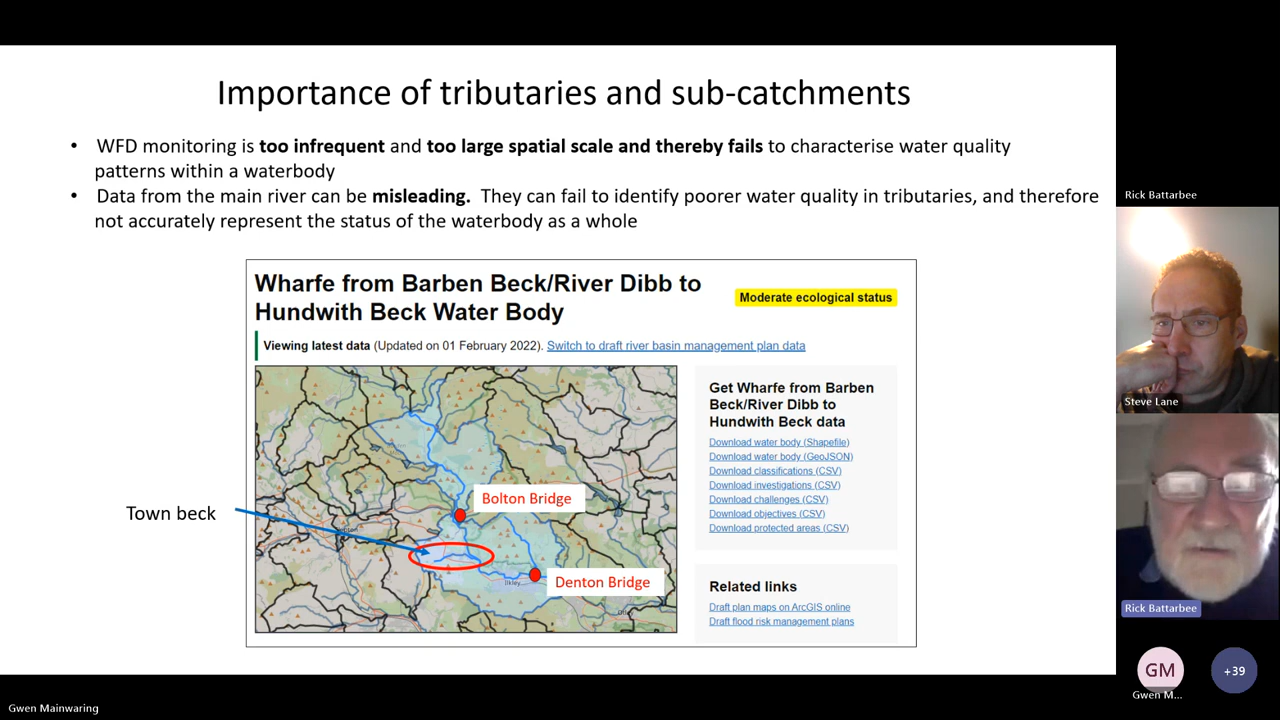 Importance of tributaries and sub-catchments
• WFD monitoring is too infrequent and too large spatial scale and thereby fails to characterise water quality
patterns within a waterbody
• Data from the main river can be misleading. They can fail to identify poorer water quality in tributaries, and therefore
not accurately represent the status of the waterbody as a whole
Wharfe from Barben Beck/River Dibb to
Hundwith Beck Water Body
Moderate ecological status
Viewing latest data (Updated on 01 February 2022). Switch to draft river basin management plan data
Town beck
Bolton Bridge
Denton Bridge
Ilkley
Get Wharfe from Barben
Beck/River Dibb to
Hundwith Beck data
Download water body (Shapefile)
Download water body (GeoJSON)
Download classifications (CSV)
Download investigations (CSV)
Download challenges (CSV)
Download objectives (CSV)
Download protected areas (CSV)
Related links
Draft plan maps on ArcGIS online
Draft flood risk management plans
Rick Battarbee
Steve Lane
Rick Battarbee
GM
+39
Gwen M...
Gwen Mainwaring